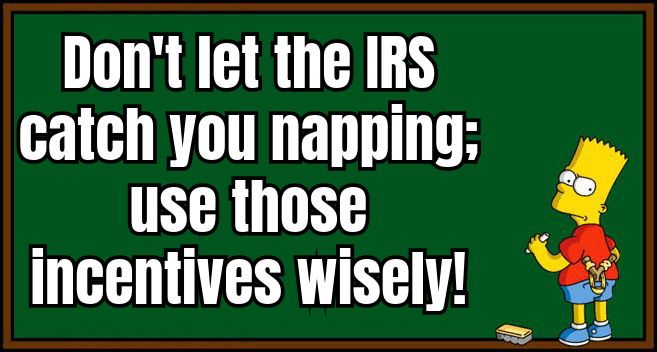 Don't let the IRS
catch you napping;
use those
incentives wisely!